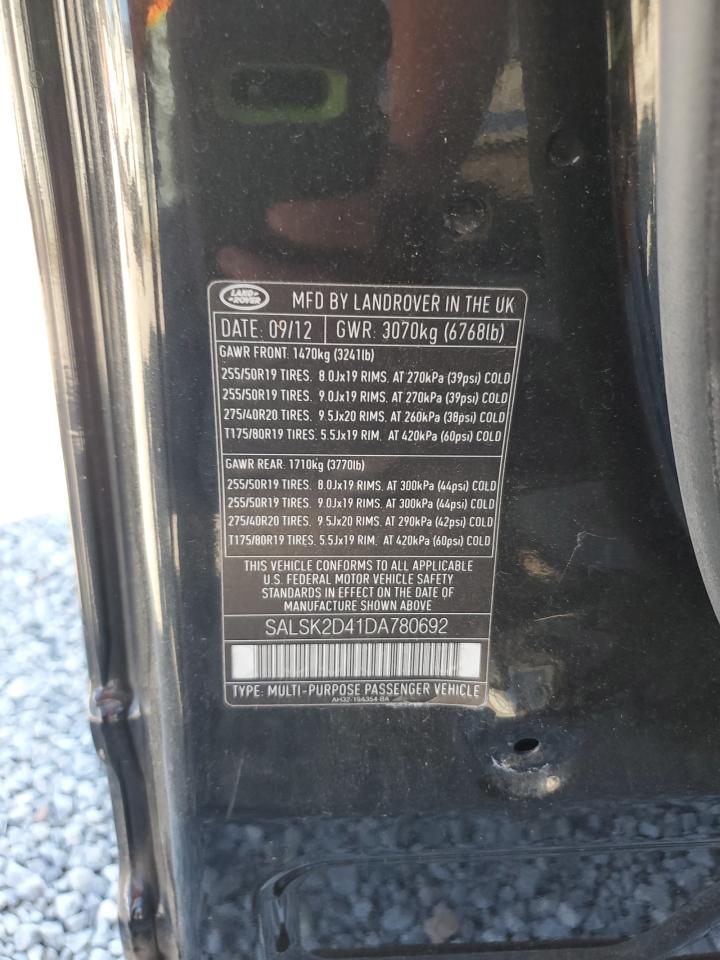 LAND ROVER
MFD BY LANDROVER IN THE UK
DATE: 09/12 GWR: 3070kg (6768lb)
GAWR FRONT: 1470kg (3241lb)
255/50R19 TIRES. 8.0Jx19 RIMS. AT 270kPa (39psi) COLD
255/50R19 TIRES. 9.0Jx19 RIMS. AT 270kPa (39psi) COLD
275/40R20 TIRES. 9.5Jx20 RIMS. AT 260kPa (38psi) COLD
T175/80R19 TIRES. 5.5Jx19 RIM. AT 420kPa (60psi) COLD
GAWR REAR: 1710kg (3770lb)
255/50R19 TIRES. 8.0Jx19 RIMS. AT 300kPa (44psi) COLD
255/50R19 TIRES. 9.0Jx19 RIMS. AT 300kPa (44psi) COLD
275/40R20 TIRES. 9.5Jx20 RIMS. AT 290kPa (42psi) COLD
T175/80R19 TIRES. 5.5Jx19 RIM. AT 420kPa (60psi) COLD
THIS VEHICLE CONFORMS TO ALL APPLICABLE
U.S. FEDERAL MOTOR VEHICLE SAFETY
STANDARDS IN EFFECT ON THE DATE OF
MANUFACTURE SHOWN ABOVE
SALSK2D41DA780692
TYPE: MULTI-PURPOSE PASSENGER VEHICLE
AH32-19A354-BA